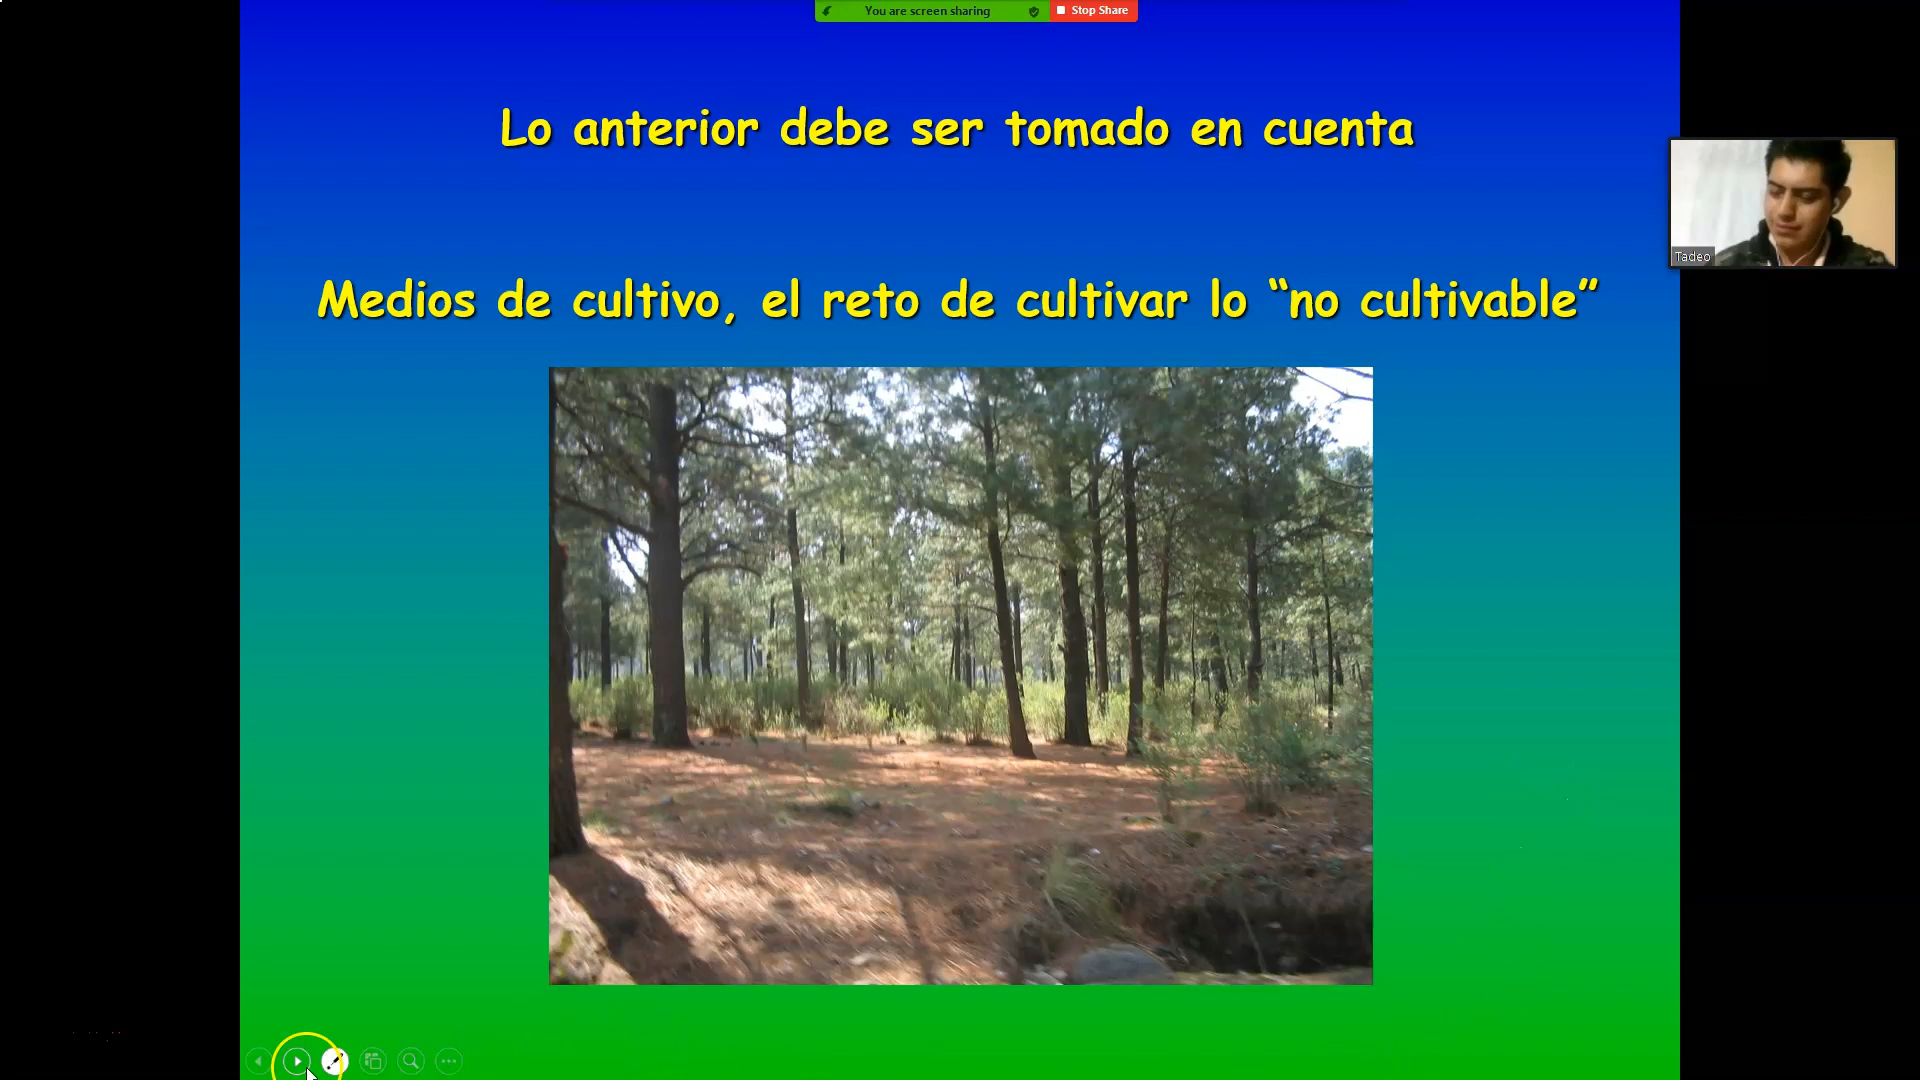 You are screen sharing
Stop Share
Lo anterior debe ser tomado en cuenta
Medios de cultivo, el reto de cultivar lo “no cultivable”
Tadeo